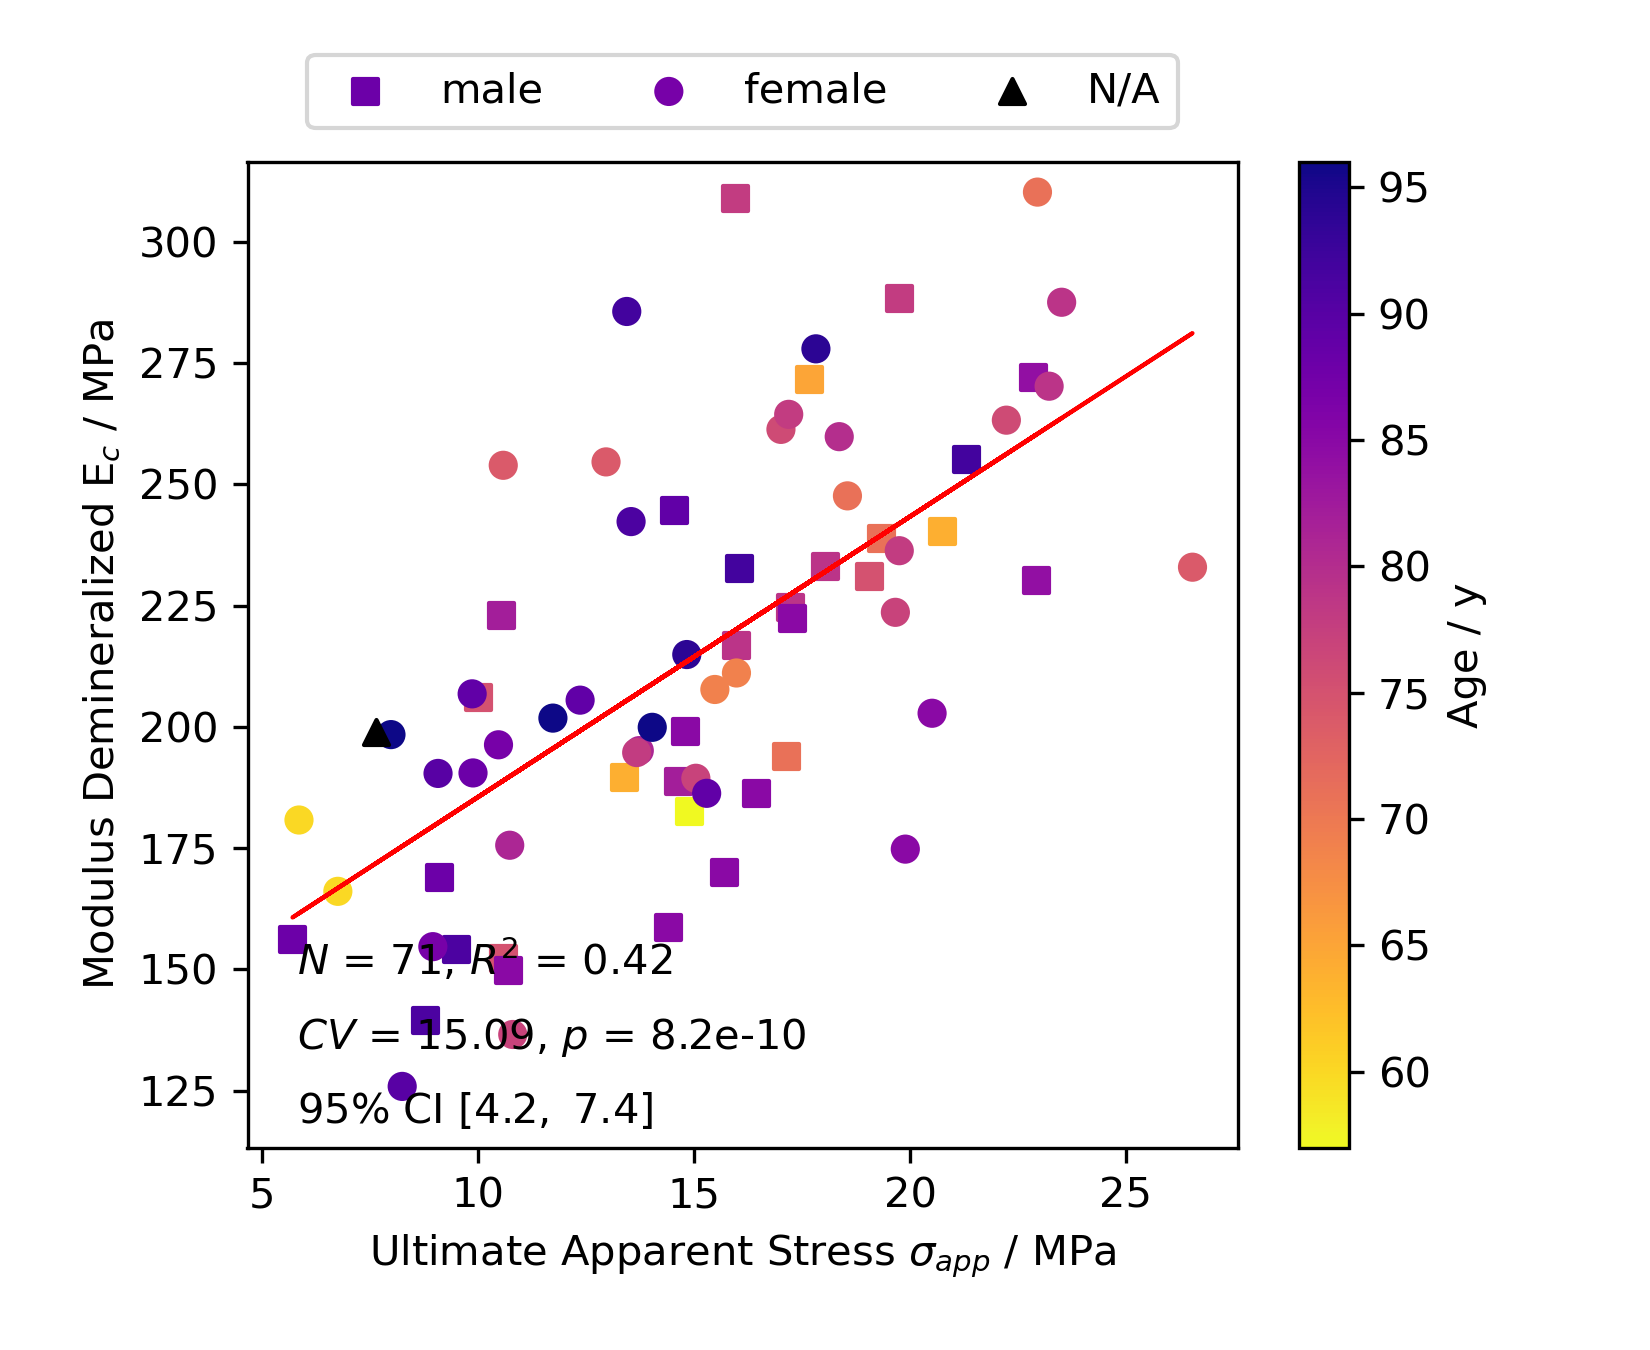 male female N/A
300
275
250
225
200
175
150
125
Modulus Demineralized E_c / MPa
N = 71, R² = 0.42
CV = 15.09, p = 8.2e-10
95% CI [4.2, 7.4]
5 10 15 20 25
Ultimate Apparent Stress σ_app / MPa
95
90
85
80
75
70
65
60
Age / y